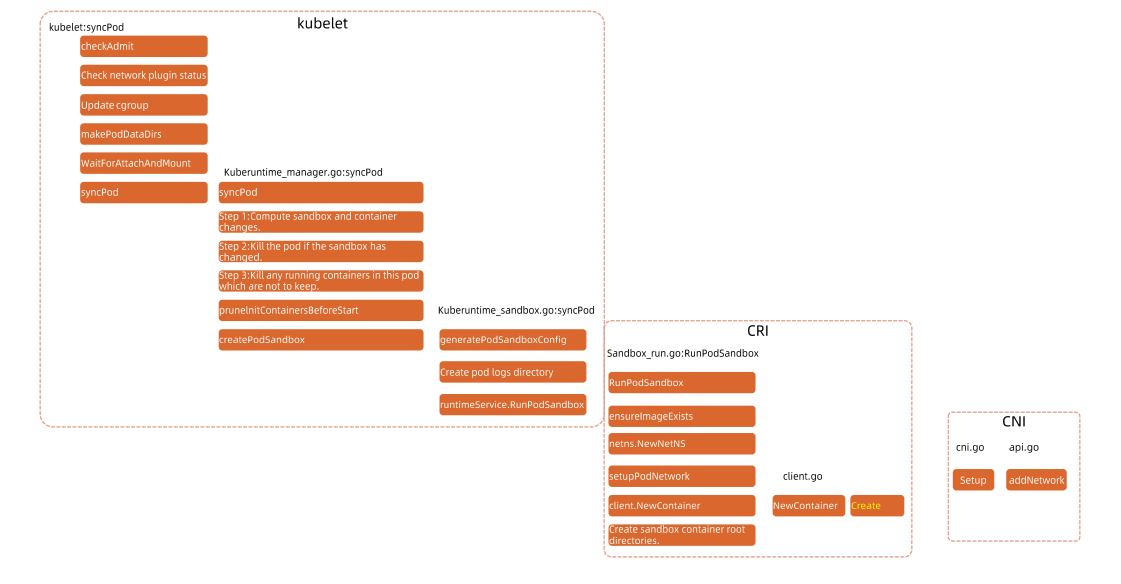 kubelet
kubelet:syncPod
checkAdmit
Check network plugin status
Update cgroup
makePodDataDirs
WaitForAttachAndMount
syncPod
Kuberuntime_manager.go:syncPod
syncPod
Step 1:Compute sandbox and container
changes.
Step 2:Kill the pod if the sandbox has
changed.
Step 3:Kill any running containers in this pod
which are not to keep.
pruneInitContainersBeforeStart
createPodSandbox
Kuberuntime_sandbox.go:syncPod
generatePodSandboxConfig
Create pod logs directory
runtimeService.RunPodSandbox
CRI
Sandbox_run.go:RunPodSandbox
RunPodSandbox
ensureImageExists
netns.NewNetNS
setupPodNetwork
client.NewContainer
Create sandbox container root
directories.
client.go
NewContainer
Create
CNI
cni.go
api.go
Setup
addNetwork